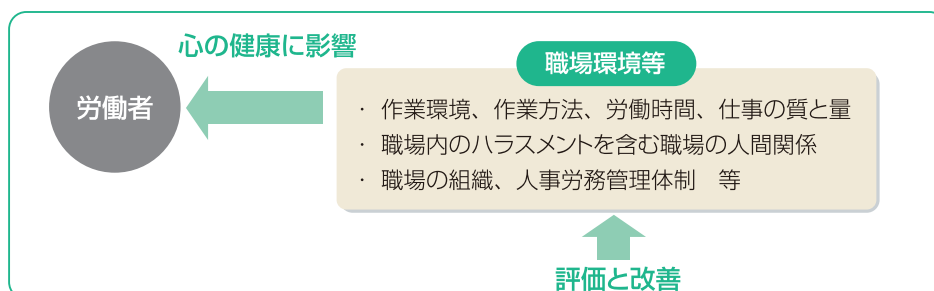 心の健康に影響
職場環境等
労働者
・ 作業環境、作業方法、労働時間、仕事の質と量
・ 職場内のハラスメントを含む職場の人間関係
・ 職場の組織、人事労務管理体制　等
評価と改善